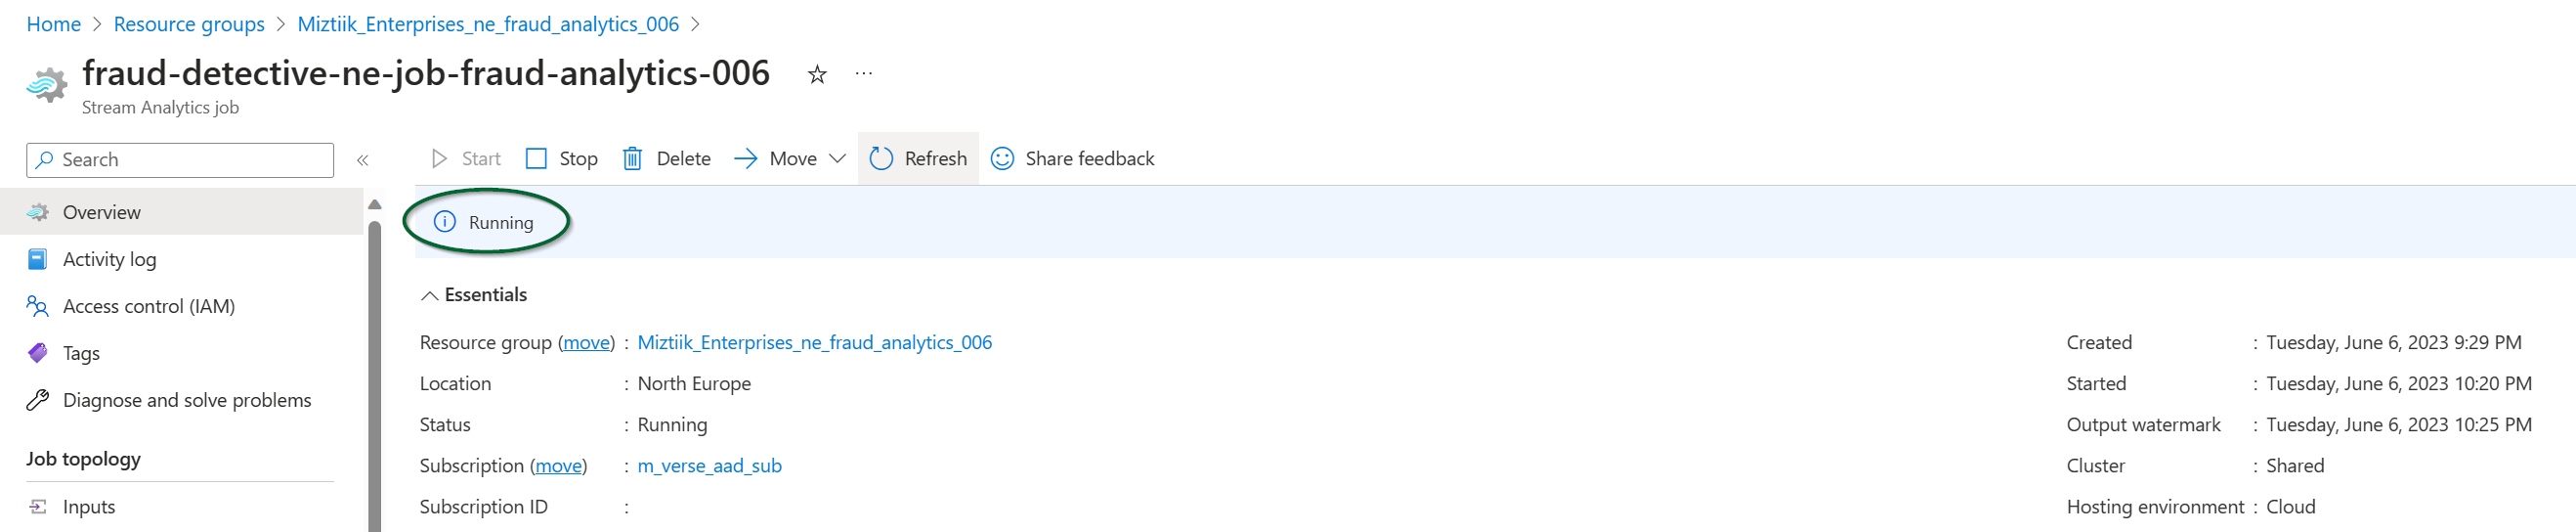 Home > Resource groups > Miztiik_Enterprises_ne_fraud_analytics_006 >
fraud-detective-ne-job-fraud-analytics-006 ☆ ...
Stream Analytics job
Search «
Start Stop Delete Move Refresh Share feedback
Overview
Activity log
Access control (IAM)
Tags
Diagnose and solve problems
Job topology
Inputs
Running
Essentials
Resource group (move) : Miztiik_Enterprises_ne_fraud_analytics_006
Location : North Europe
Status : Running
Subscription (move) : m_verse_aad_sub
Subscription ID :
Created : Tuesday, June 6, 2023 9:29 PM
Started : Tuesday, June 6, 2023 10:20 PM
Output watermark : Tuesday, June 6, 2023 10:25 PM
Cluster : Shared
Hosting environment : Cloud